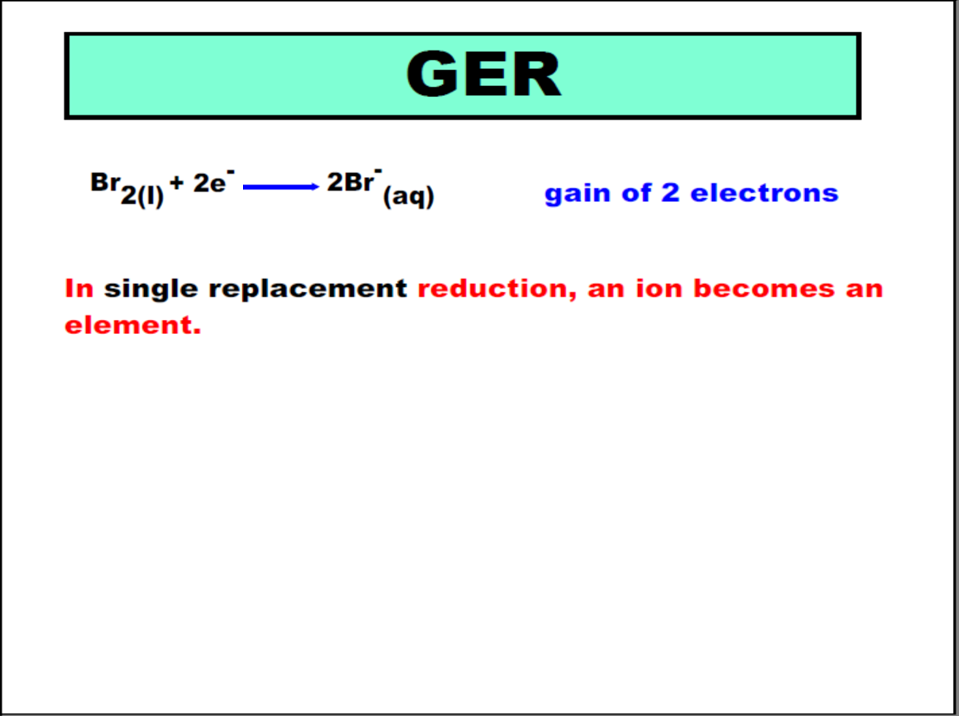 GER
Br2(l) + 2e- → 2Br-(aq) gain of 2 electrons
In single replacement reduction, an ion becomes an
element.